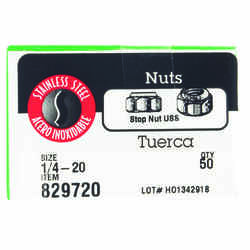 STAINLESS STEEL
ACERO INOXIDABLE
Nuts
Stop Nut USS
Tuerca
SIZE
1/4-20
QTY
50
ITEM
829720
LOT# HO1342918